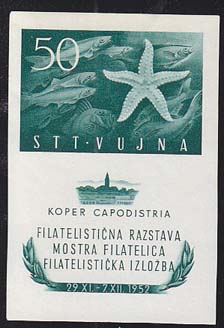 50
STT·VUJNA
KOPER CAPODISTRIA
FILATELISTIČNA RAZSTAVA
MOSTRA FILATELICA
FILATELISTIČKA IZLOŽBA
29.XI.-7.XII.1952